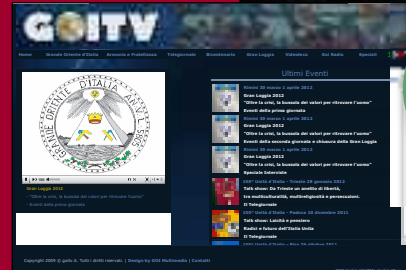 GOITV
Home Grande Oriente d'Italia Armonia e Fratellanza Telegiornale Bicentenario Gran Loggia Videoteca Goi Radio Speciali
Ultimi Eventi
GRANDE ORIENTE D'ITALIA
Gran Loggia 2012
- "Oltre la crisi, la bussola dei valori per ritrovare l'uomo"
- Eventi della prima giornata
Rimini 30 marzo 1 aprile 2012
Gran Loggia 2012
"Oltre la crisi, la bussola dei valori per ritrovare l'uomo"
Eventi della prima giornata
Rimini 30 marzo 1 aprile 2012
Gran Loggia 2012
"Oltre la crisi, la bussola dei valori per ritrovare l'uomo"
Eventi della seconda giornata e chiusura della Gran Loggia
Rimini 30 marzo 1 aprile 2012
Gran Loggia 2012
"Oltre la crisi, la bussola dei valori per ritrovare l'uomo"
Speciale Interviste
150° Unità d'Italia - Trieste 29 gennaio 2012
Talk show: Da Trieste un anelito di libertà,
tra multiculturalità, multireligiosità e persecuzioni.
Il Telegiornale
150° Unità d'Italia - Padova 18 dicembre 2011
Talk show: Laicità e pensiero
Radici e futuro dell'Stato Unita
Il Telegiornale
Copyright 2009 @ goitv.it. Tutti i diritti riservati. | Design by GOI Multimedia | Contatti